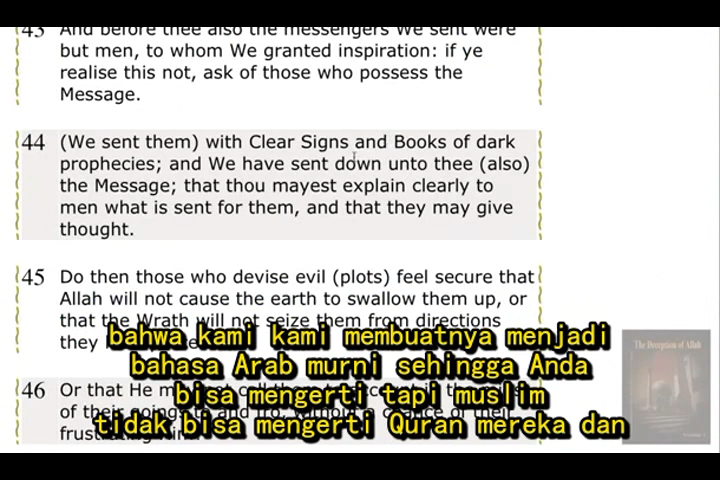 43 And before thee also the messengers We sent were
but men, to whom We granted inspiration: if ye
realise this not, ask of those who possess the
Message.
44 (We sent them) with Clear Signs and Books of dark
prophecies; and We have sent down unto thee (also)
the Message; that thou mayest explain clearly to
men what is sent for them, and that they may give
thought.
45 Do then those who devise evil (plots) feel secure that
Allah will not cause the earth to swallow them up, or
that the Wrath will not seize them from directions
they
46 Or that He
of their
bahwa kami kami membuatnya menjadi
bahasa Arab murni sehingga Anda
bisa mengerti tapi muslim
tidak bisa mengerti Quran mereka dan
The Deception of Allah